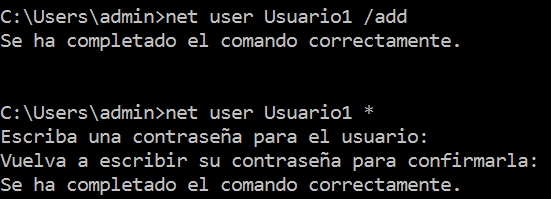 C:\Users\admin>net user Usuario1 /add
Se ha completado el comando correctamente.
C:\Users\admin>net user Usuario1 *
Escriba una contraseña para el usuario:
Vuelva a escribir su contraseña para confirmarla:
Se ha completado el comando correctamente.